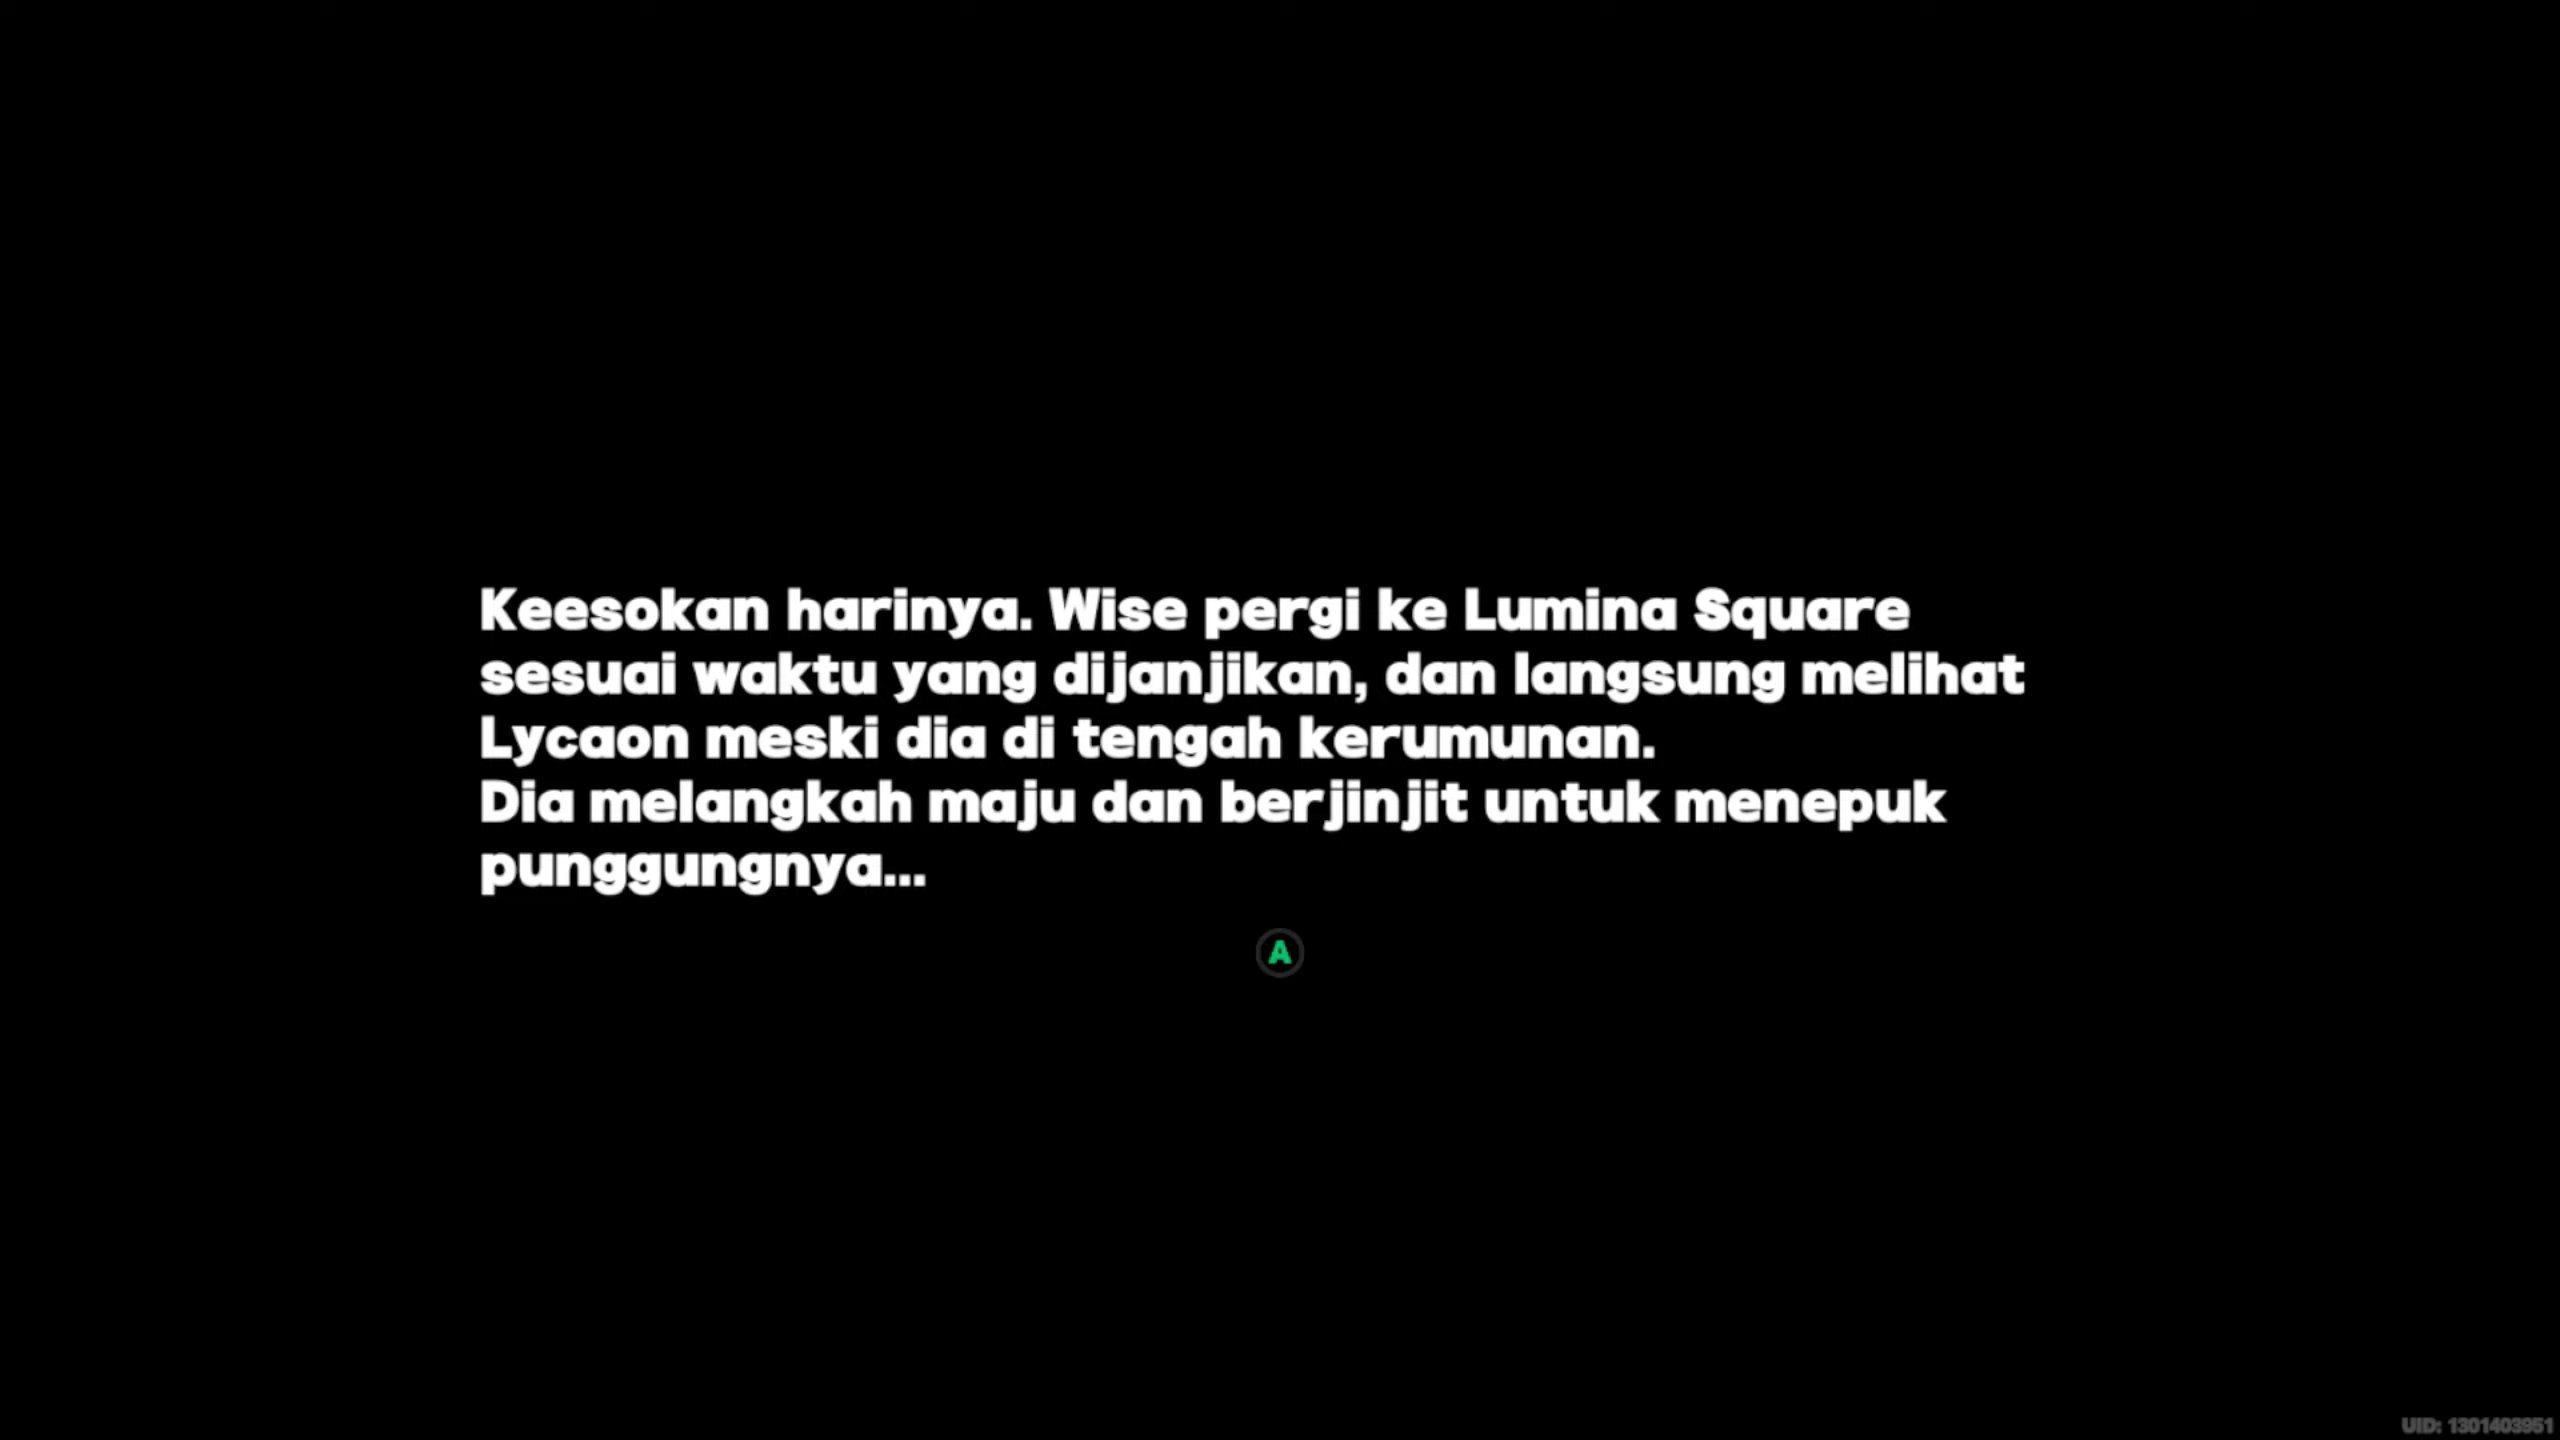 Keesokan harinya. Wise pergi ke Lumina Square
sesuai waktu yang dijanjikan, dan langsung melihat
Lycaon meski dia di tengah kerumunan.
Dia melangkah maju dan berjinjit untuk menepuk
punggungnya...
A
UID: 1301403951